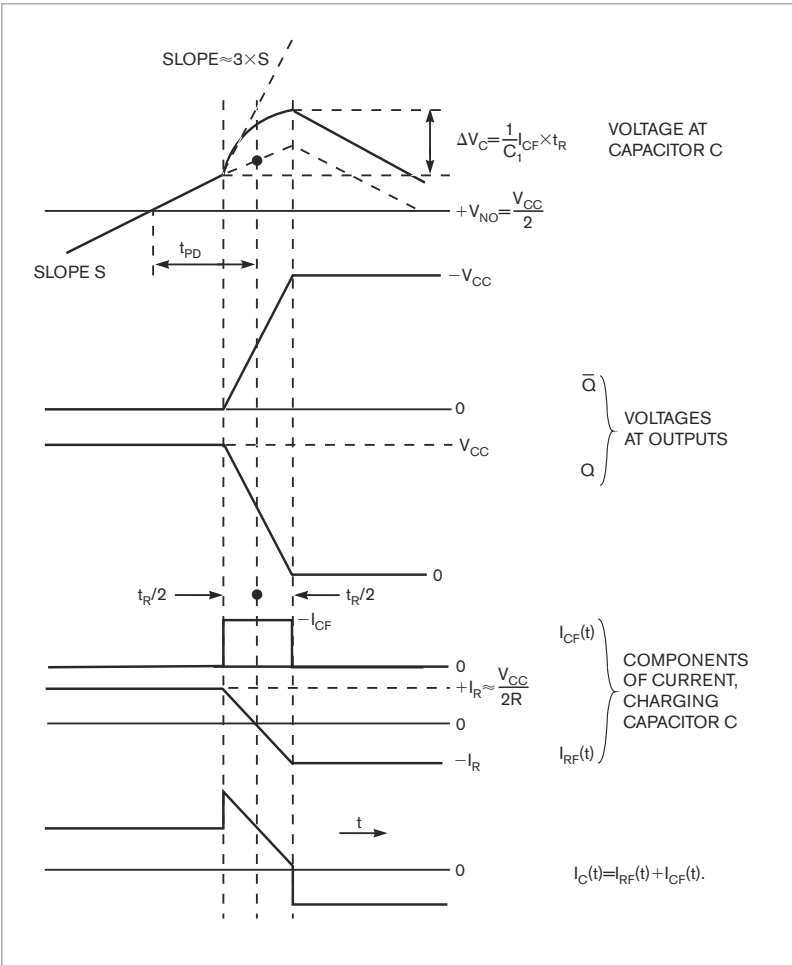 SLOPE≈3×S
ΔV_C=1/C_1 I_CF×t_R
VOLTAGE AT
CAPACITOR C
+V_NO=V_CC/2
t_PD
SLOPE S
−V_CC
Q̅
0
VOLTAGES
AT OUTPUTS
V_CC
Q
0
t_R/2
t_R/2
−I_CF
I_CF(t)
0
COMPONENTS
OF CURRENT,
CHARGING
CAPACITOR C
+I_R≈V_CC/2R
0
−I_R
I_RF(t)
t
0
I_C(t)=I_RF(t)+I_CF(t).